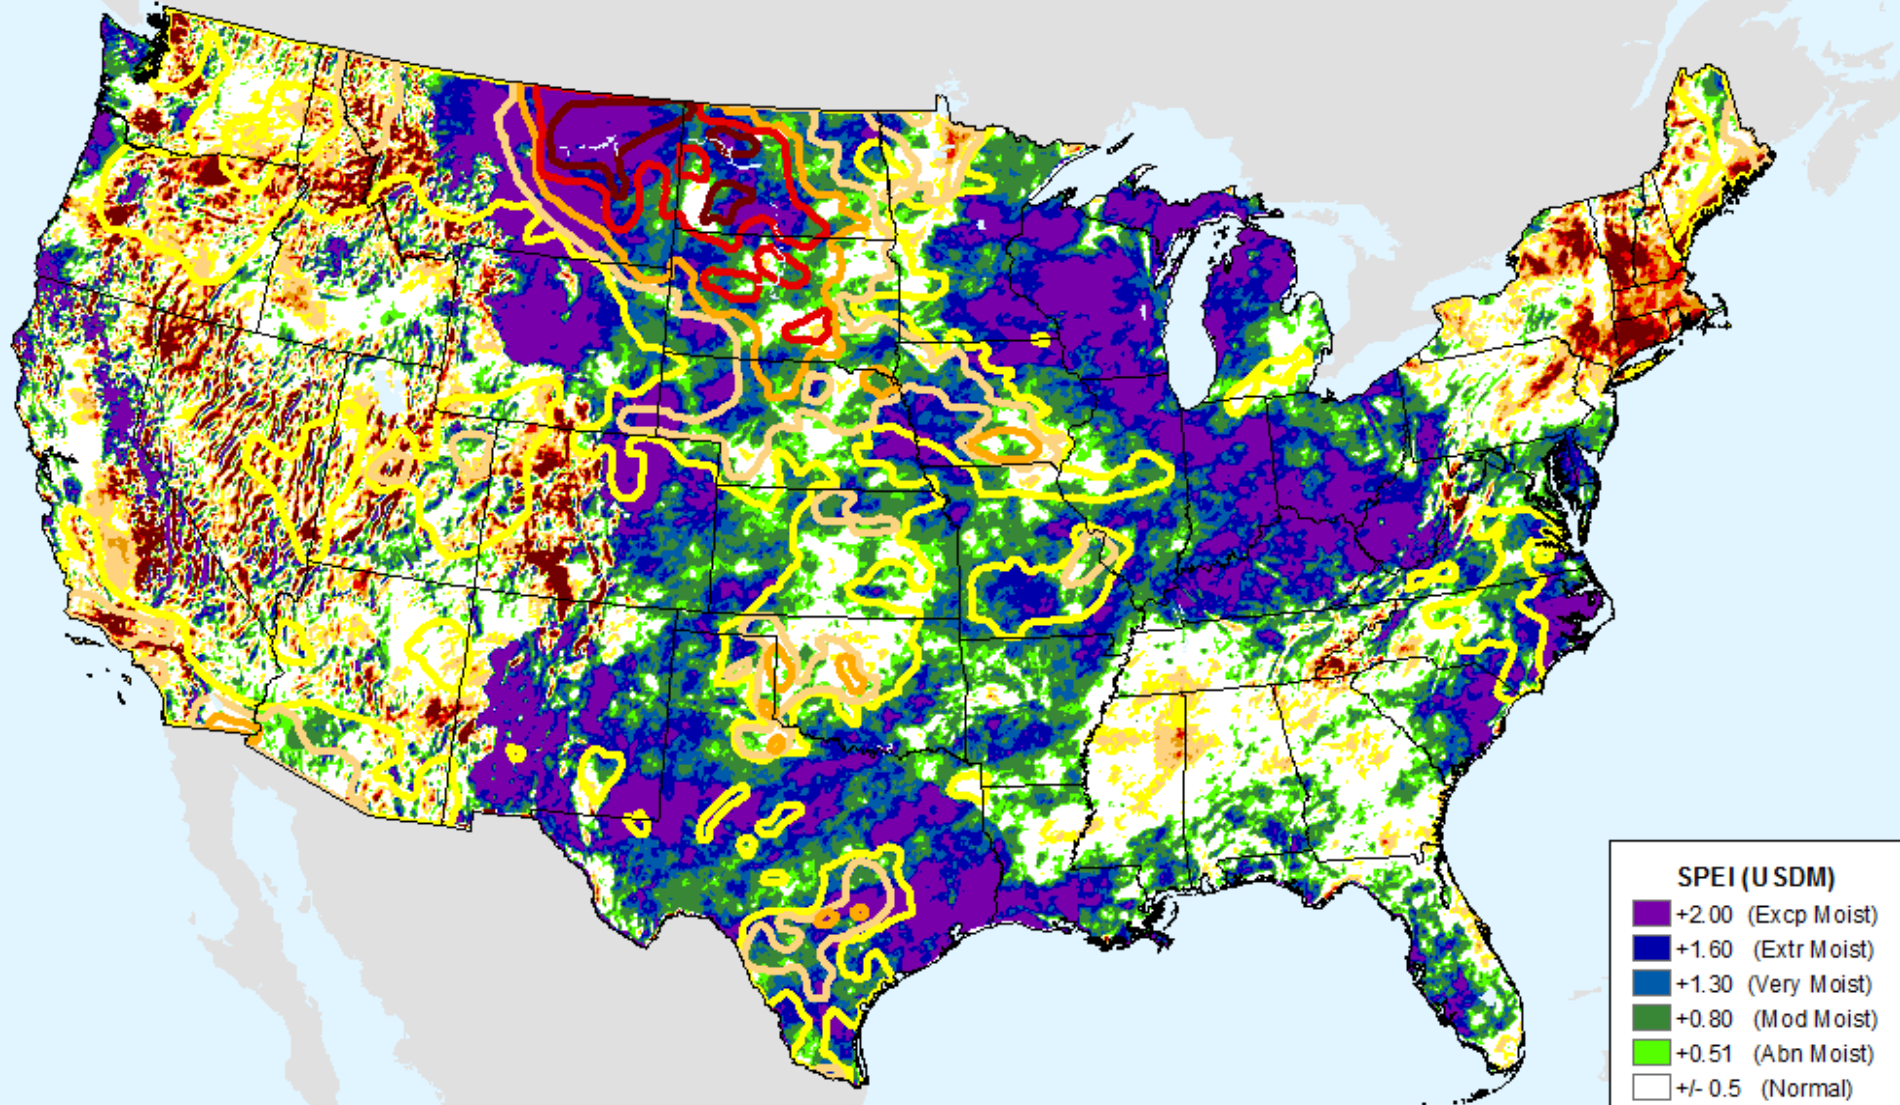 SPEI (USDM)
+2.00 (Excp Moist)
+1.60 (Extr Moist)
+1.30 (Very Moist)
+0.80 (Mod Moist)
+0.51 (Abn Moist)
+/- 0.5 (Normal)